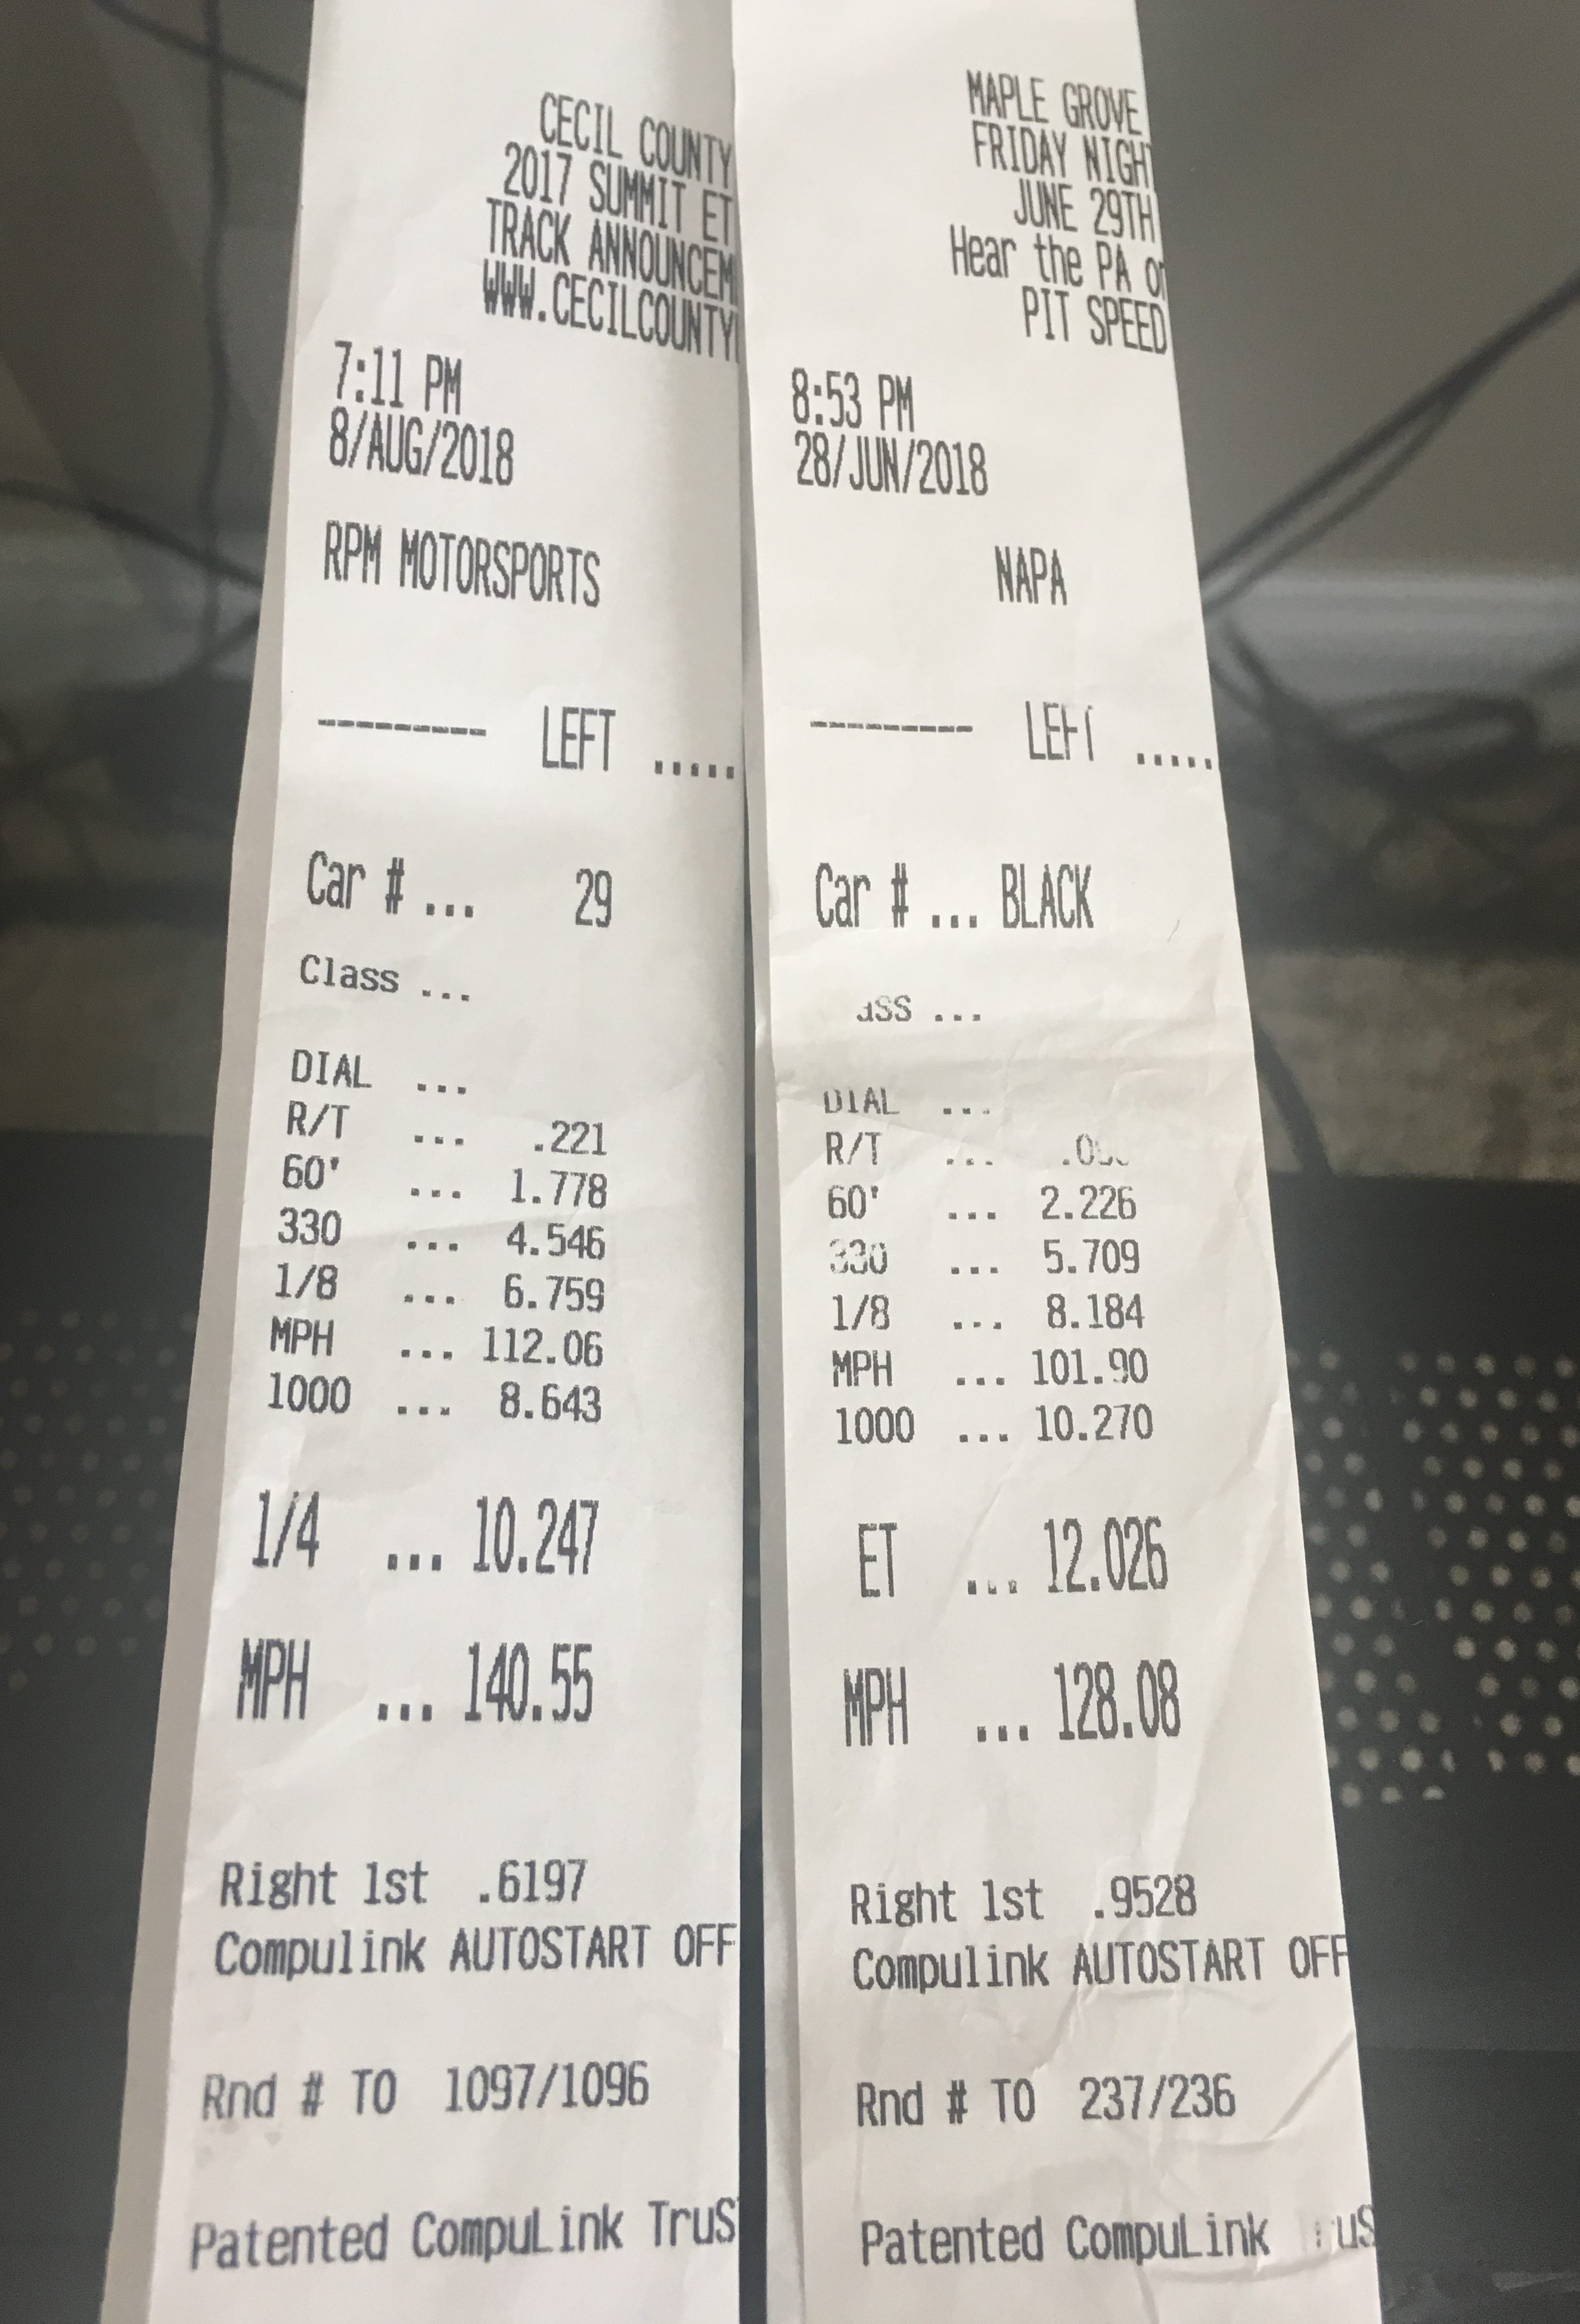 CECIL COUNTY
2017 SUMMIT ET
TRACK
WWW.
7:11 PM
8/AUG/2018
RPM MOTORSPORTS
--------- LEFT .....
Car # ... 29
Class ...
DIAL ...
R/T ... .221
60' ... 1.778
330 ... 4.546
1/8 ... 6.759
MPH ... 112.06
1000 ... 8.643
1/4 ... 10.247
MPH ... 140.55
Right 1st .6197
Compulink AUTOSTART OFF
Rnd # TO 1097/1096
Patented CompuLink
MAPLE GROVE
FRIDAY
JUNE 29TH
Hear the PA
PIT SPEED
8:53 PM
28/JUN/2018
NAPA
--------- LEFT .....
Car # ... BLACK
...
DIAL ...
R/T ...
60' ... 2.226
330 ... 5.709
1/8 ... 8.184
MPH ... 101.90
1000 ... 10.270
ET ... 12.026
MPH ... 128.08
Right 1st .9528
Compulink AUTOSTART OFF
Rnd # TO 237/236
Patented CompuLink